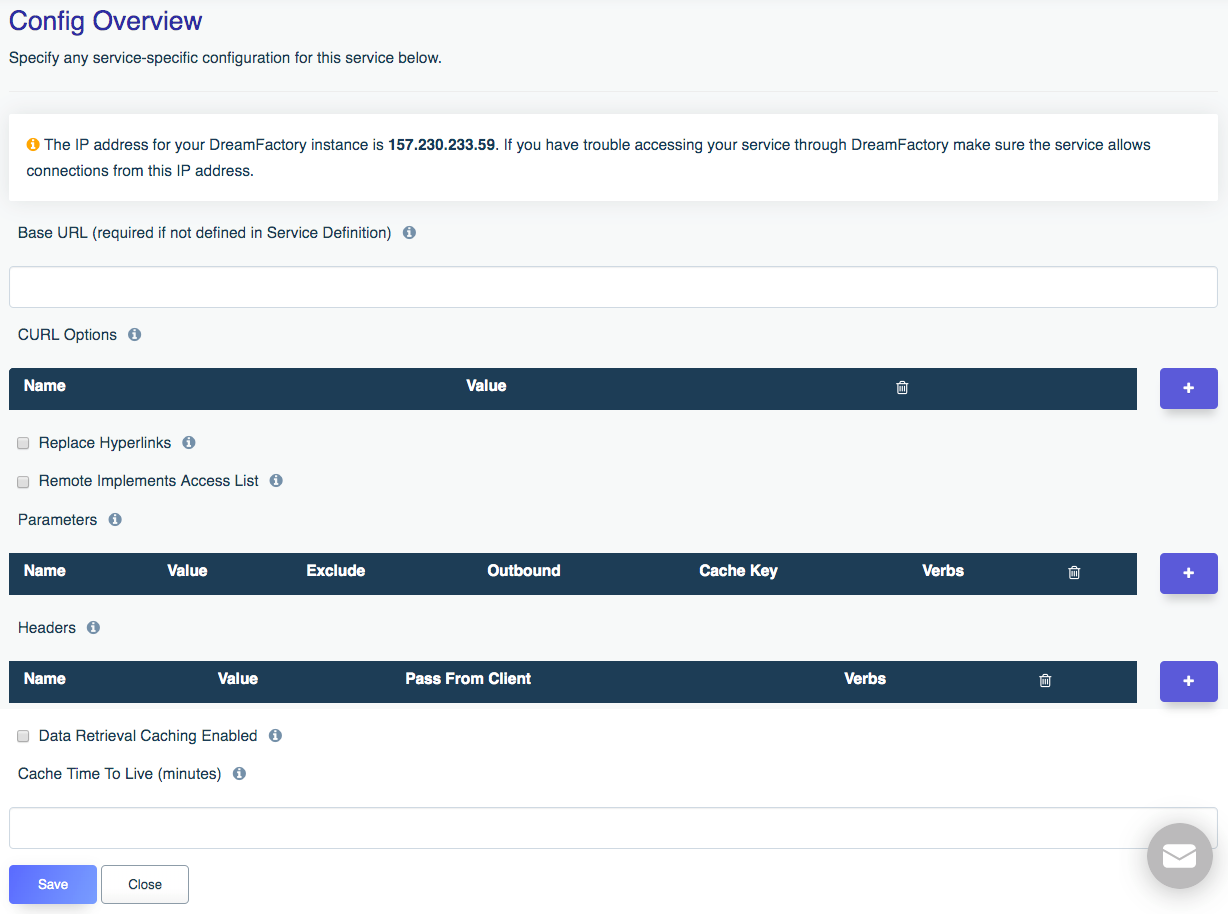 Config Overview
Specify any service-specific configuration for this service below.
The IP address for your DreamFactory instance is 157.230.233.59. If you have trouble accessing your service through DreamFactory make sure the service allows
connections from this IP address.
Base URL (required if not defined in Service Definition)
CURL Options
Name Value
Replace Hyperlinks
Remote Implements Access List
Parameters
Name Value Exclude Outbound Cache Key Verbs
Headers
Name Value Pass From Client Verbs
Data Retrieval Caching Enabled
Cache Time To Live (minutes)
Save Close